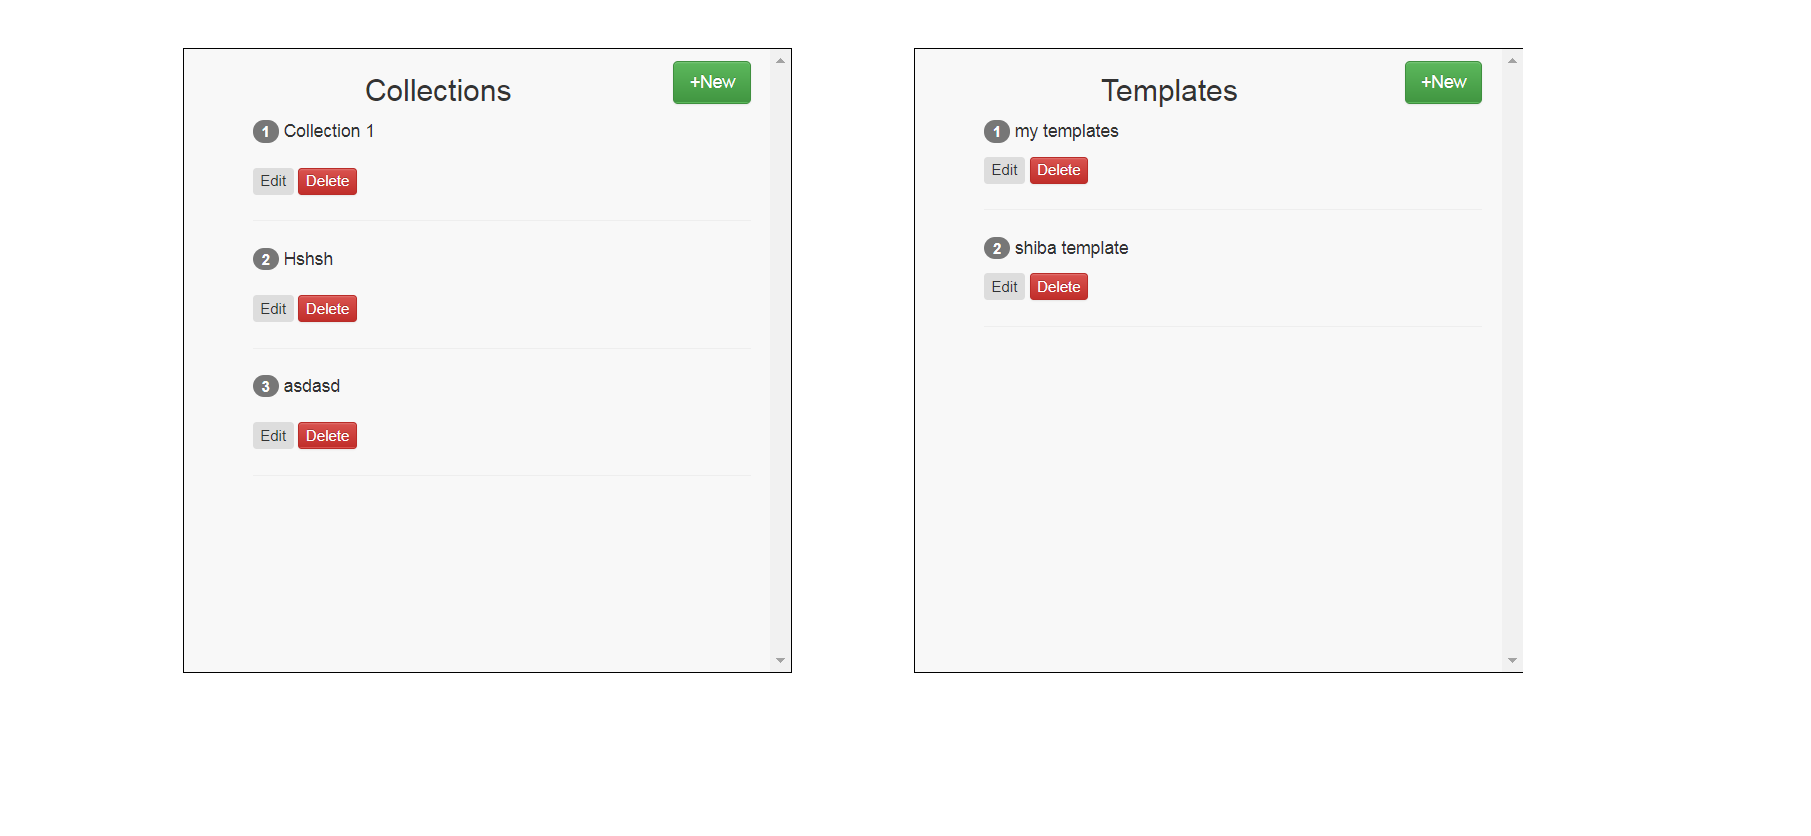 Collections
+New
1 Collection 1
Edit Delete
2 Hshsh
Edit Delete
3 asdasd
Edit Delete
Templates
+New
1 my templates
Edit Delete
2 shiba template
Edit Delete